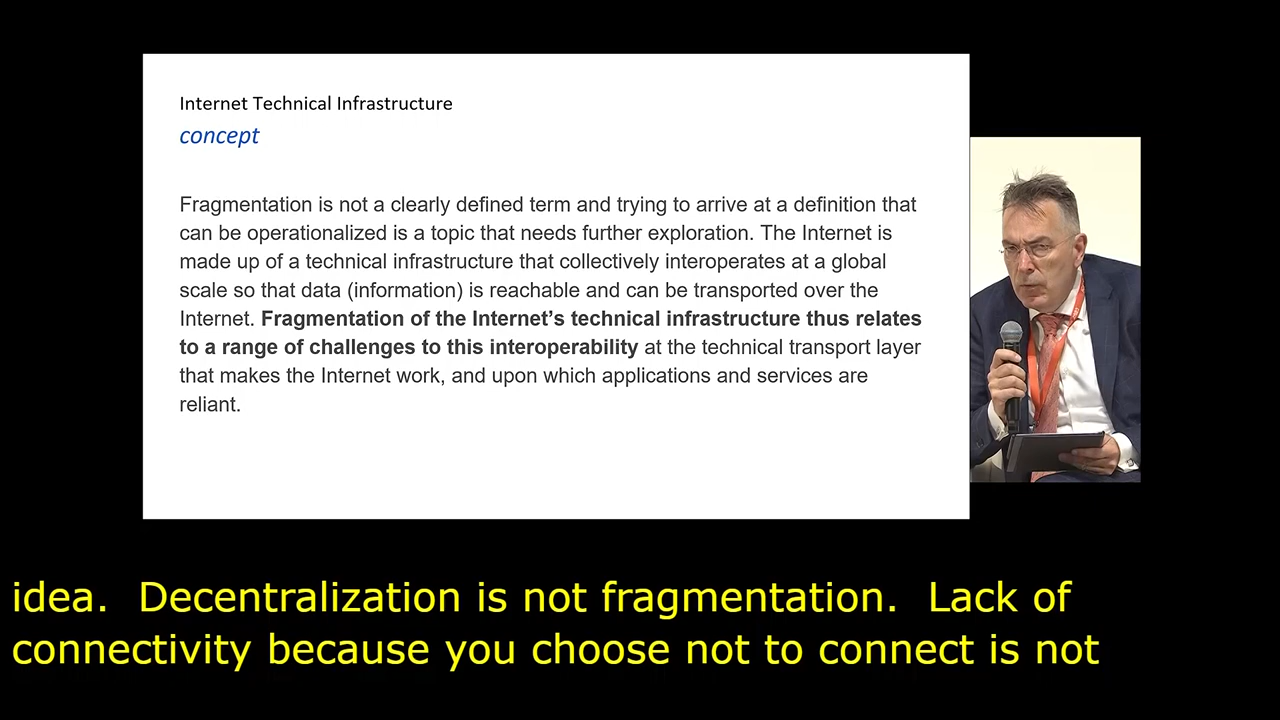 Internet Technical Infrastructure
concept
Fragmentation is not a clearly defined term and trying to arrive at a definition that
can be operationalized is a topic that needs further exploration. The Internet is
made up of a technical infrastructure that collectively interoperates at a global
scale so that data (information) is reachable and can be transported over the
Internet. Fragmentation of the Internet’s technical infrastructure thus relates
to a range of challenges to this interoperability at the technical transport layer
that makes the Internet work, and upon which applications and services are
reliant.
idea.  Decentralization is not fragmentation.  Lack of
connectivity because you choose not to connect is not